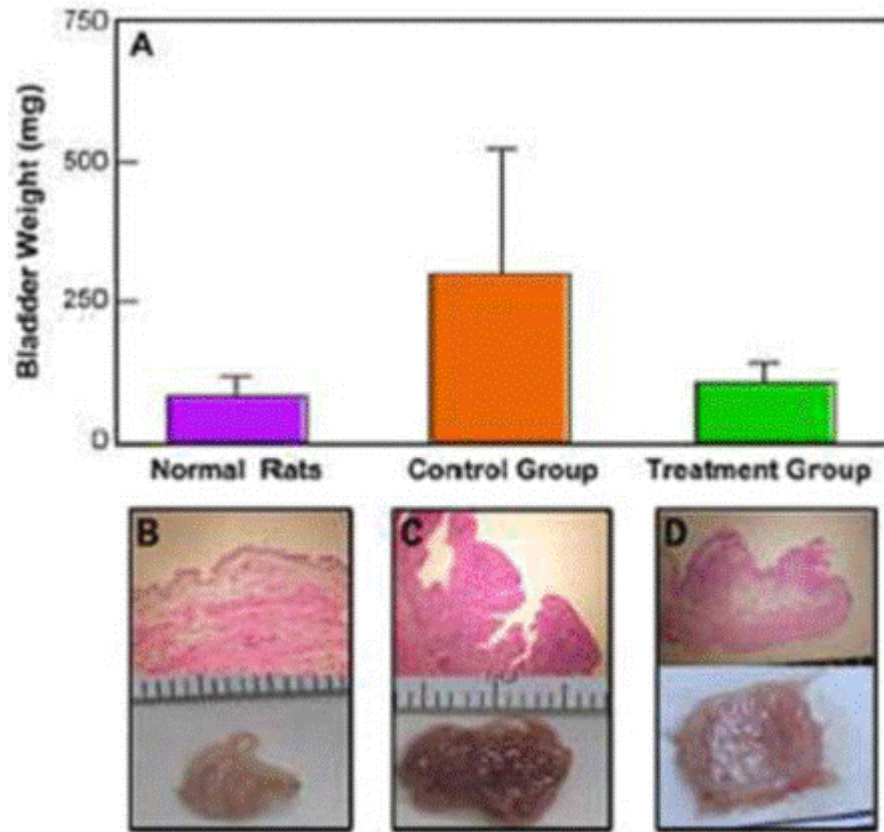 750
A
500
250
0
Bladder Weight (mg)
Normal Rats
Control Group
Treatment Group
B
C
D